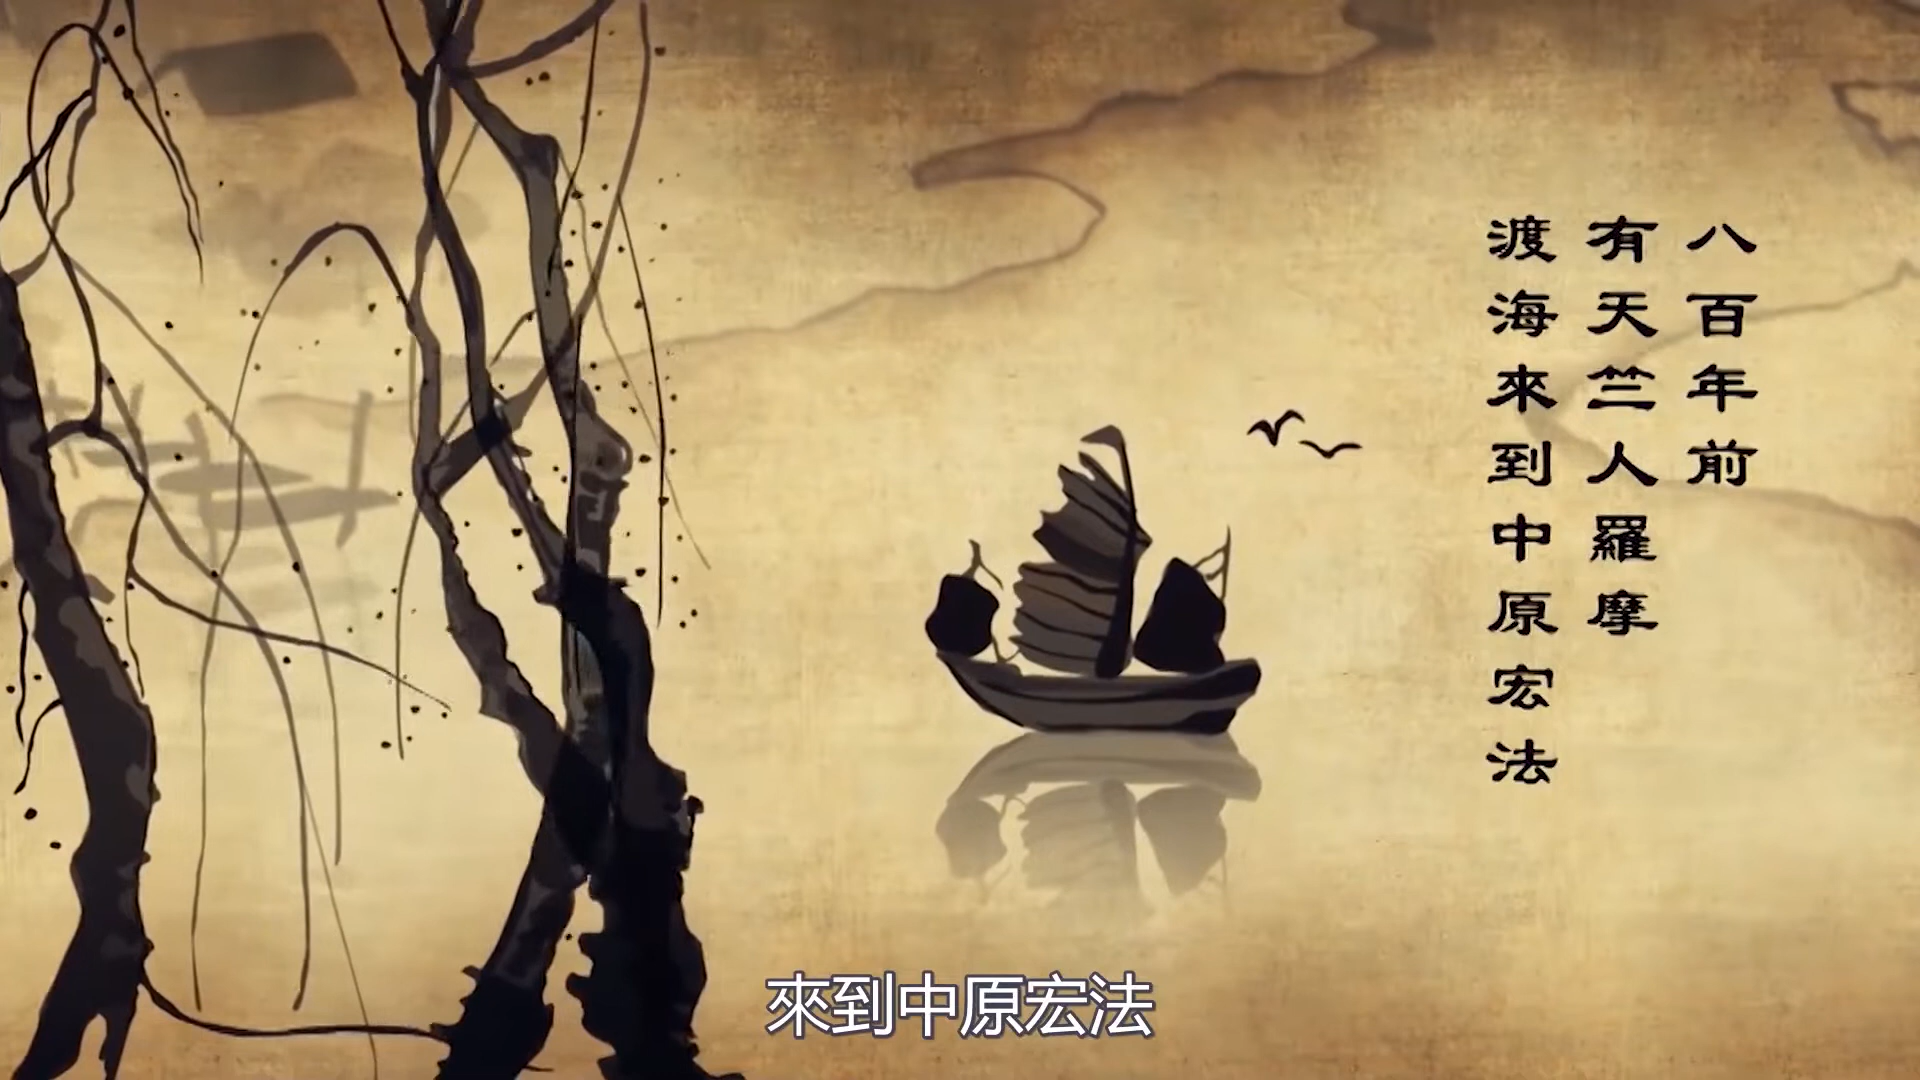 八百年前
有天竺人羅摩
渡海來到中原宏法
來到中原宏法